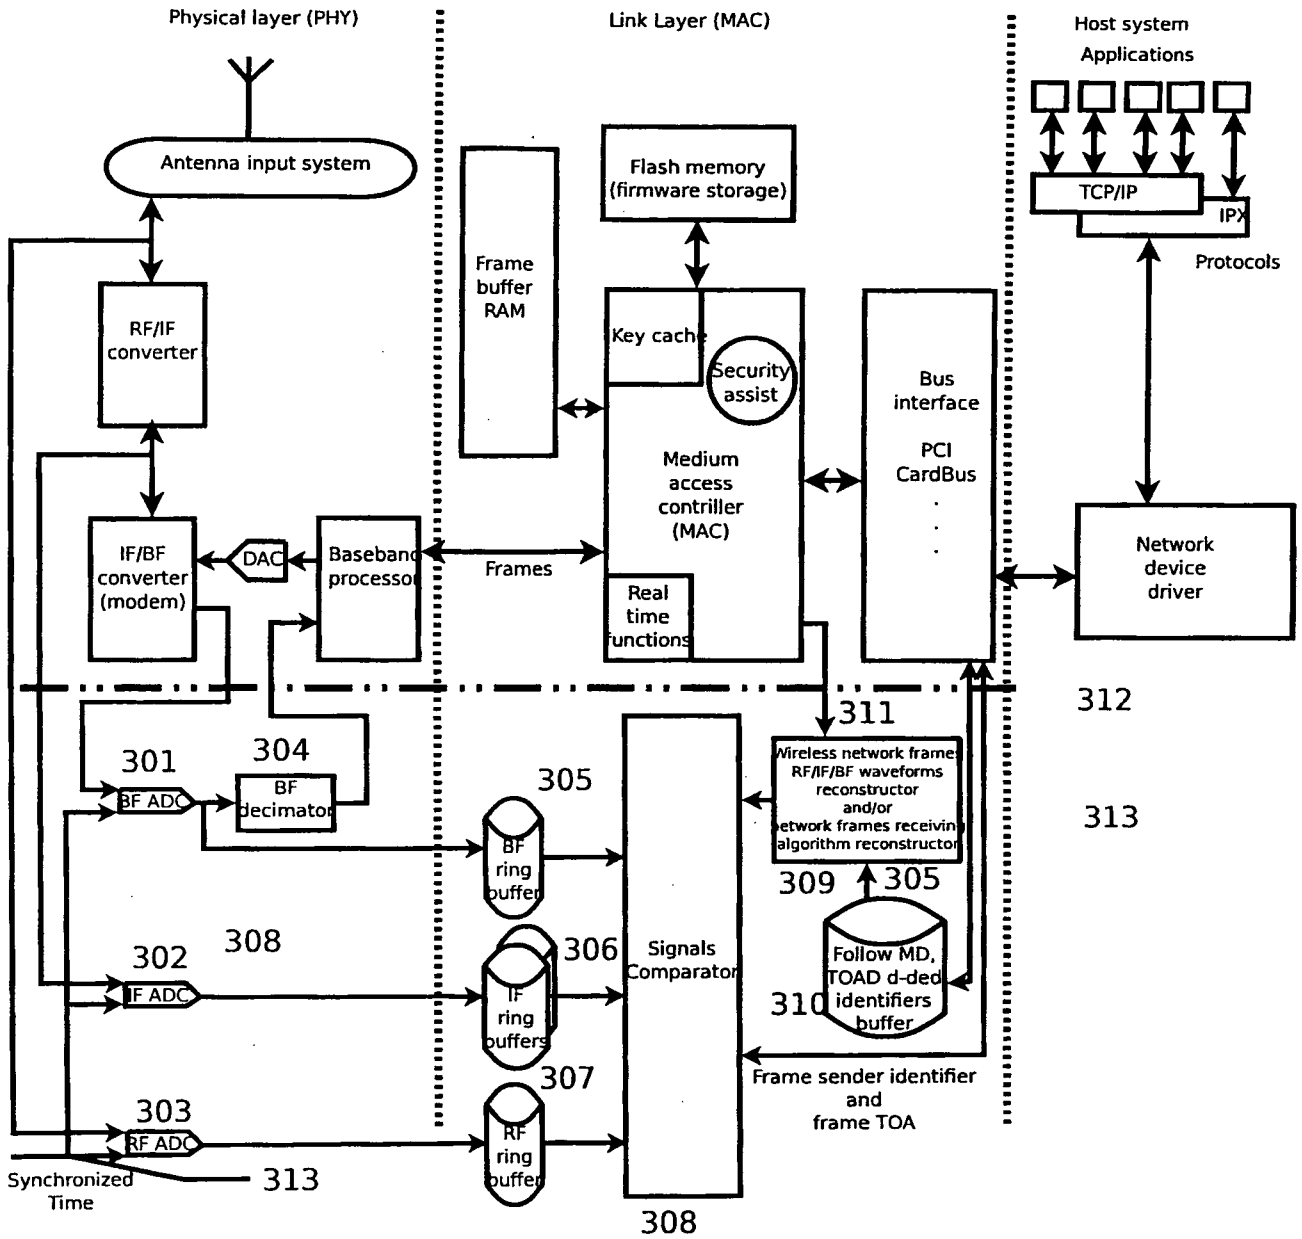 Physical layer (PHY)
Link Layer (MAC)
Host system
Applications
Antenna input system
Flash memory
(firmware storage)
TCP/IP
IPX
Protocols
Frame
buffer
RAM
RF/IF
converter
Key cache
Security
assist
Bus
interface
PCI
CardBus
.
.
.
Medium
access
contriller
(MAC)
IF/BF
converter
(modem)
DAC
Baseband
processor
Frames
Real
time
functions
Network
device
driver
312
311
301
304
305
BF ADC
BF
decimator
Wireless network frames
RF/IF/BF waveforms
reconstructor
and/or
network frames receiving
algorithm reconstructor
313
BF
ring
buffer
309
305
302
308
306
Signals
Comparator
Follow MD,
TOAD d-ded
identifiers
buffer
310
IF ADC
IF
ring
buffers
307
Frame sender identifier
and
frame TOA
303
RF ADC
RF
ring
buffer
Synchronized
Time
313
308